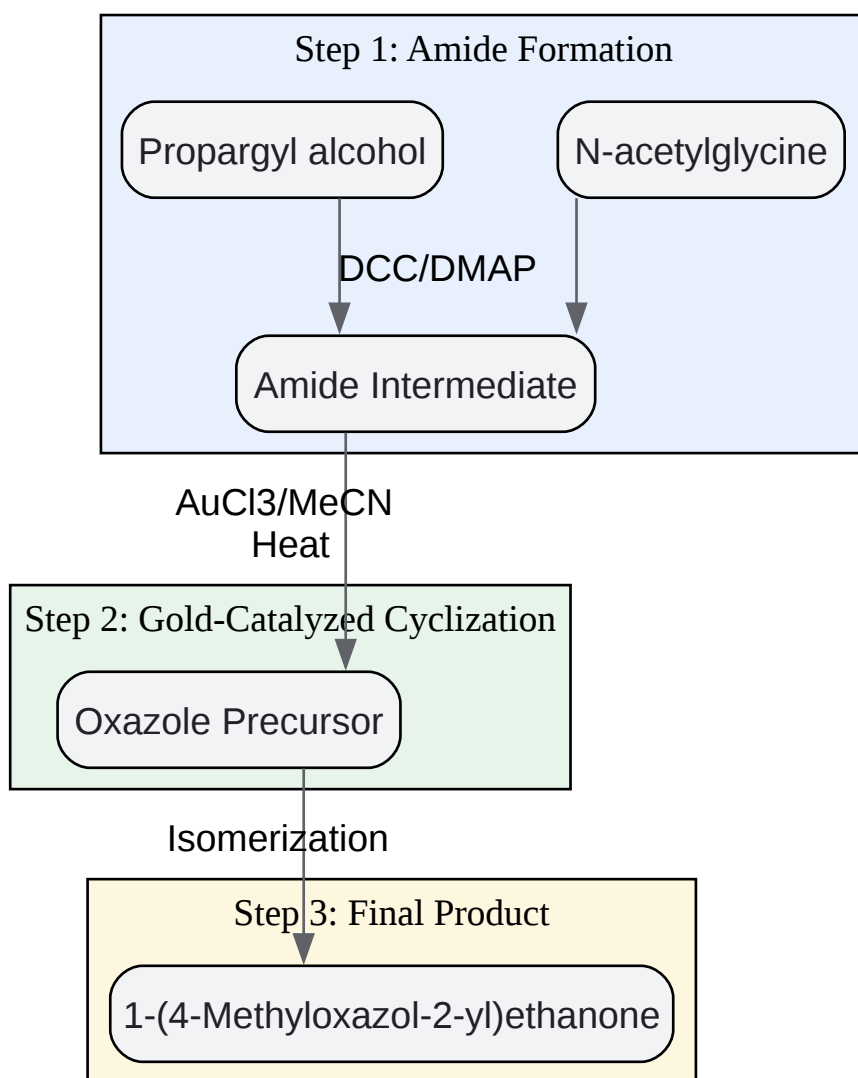 Step 1: Amide Formation
Propargyl alcohol
N-acetylglycine
DCC/DMAP
Amide Intermediate
AuCl3/MeCN
Heat
Step 2: Gold-Catalyzed Cyclization
Oxazole Precursor
Isomerization
Step 3: Final Product
1-(4-Methyloxazol-2-yl)ethanone